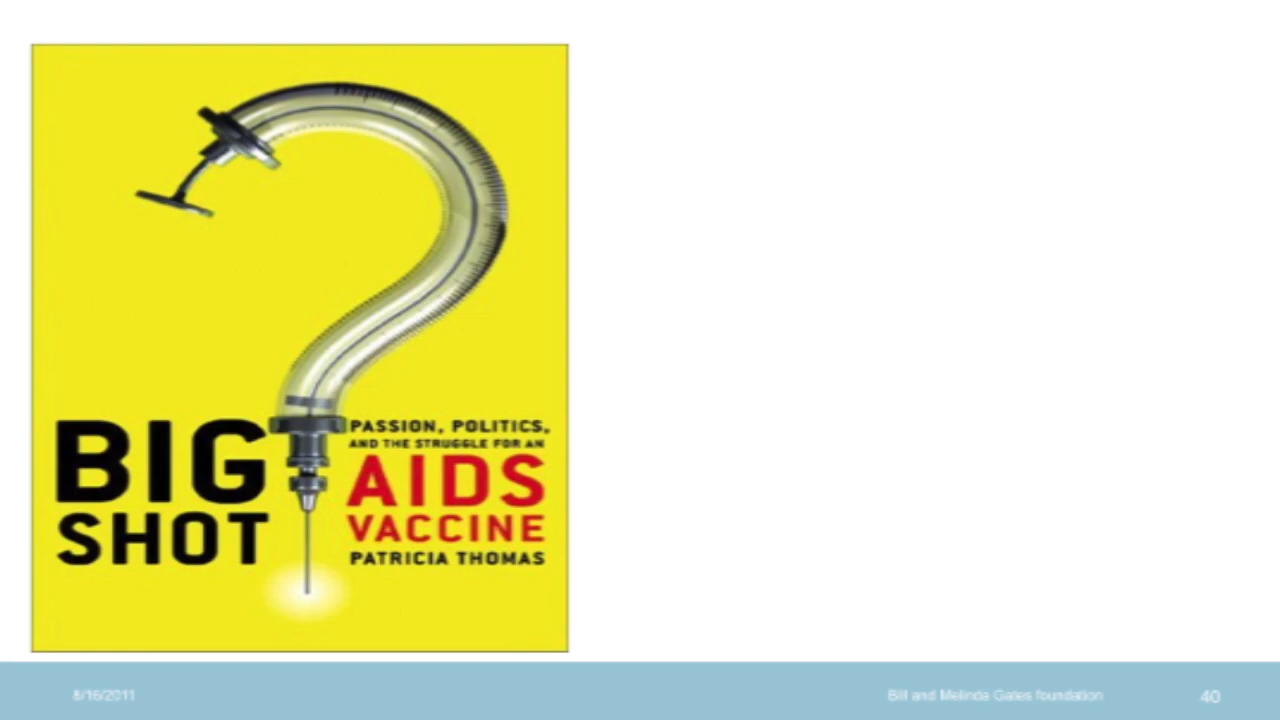 BIG
SHOT
PASSION, POLITICS,
AND THE STRUGGLE FOR AN
AIDS
VACCINE
PATRICIA THOMAS
8/16/2011
Bill and Melinda Gates foundation
40